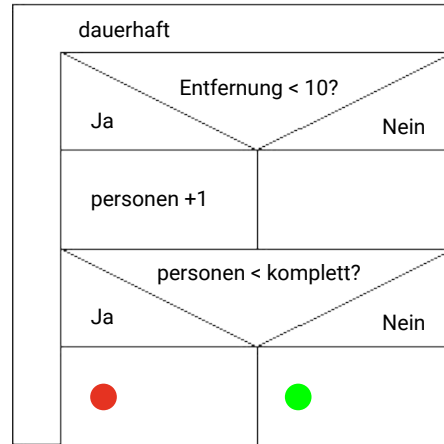 dauerhaft
Entfernung < 10?
Ja
Nein
personen +1
personen < komplett?
Ja
Nein